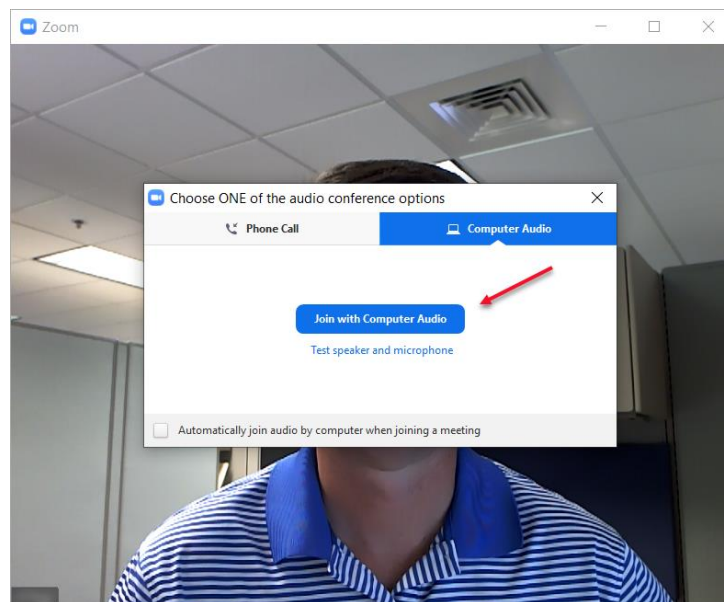 Zoom
Choose ONE of the audio conference options
Phone Call
Computer Audio
Join with Computer Audio
Test speaker and microphone
Automatically join audio by computer when joining a meeting